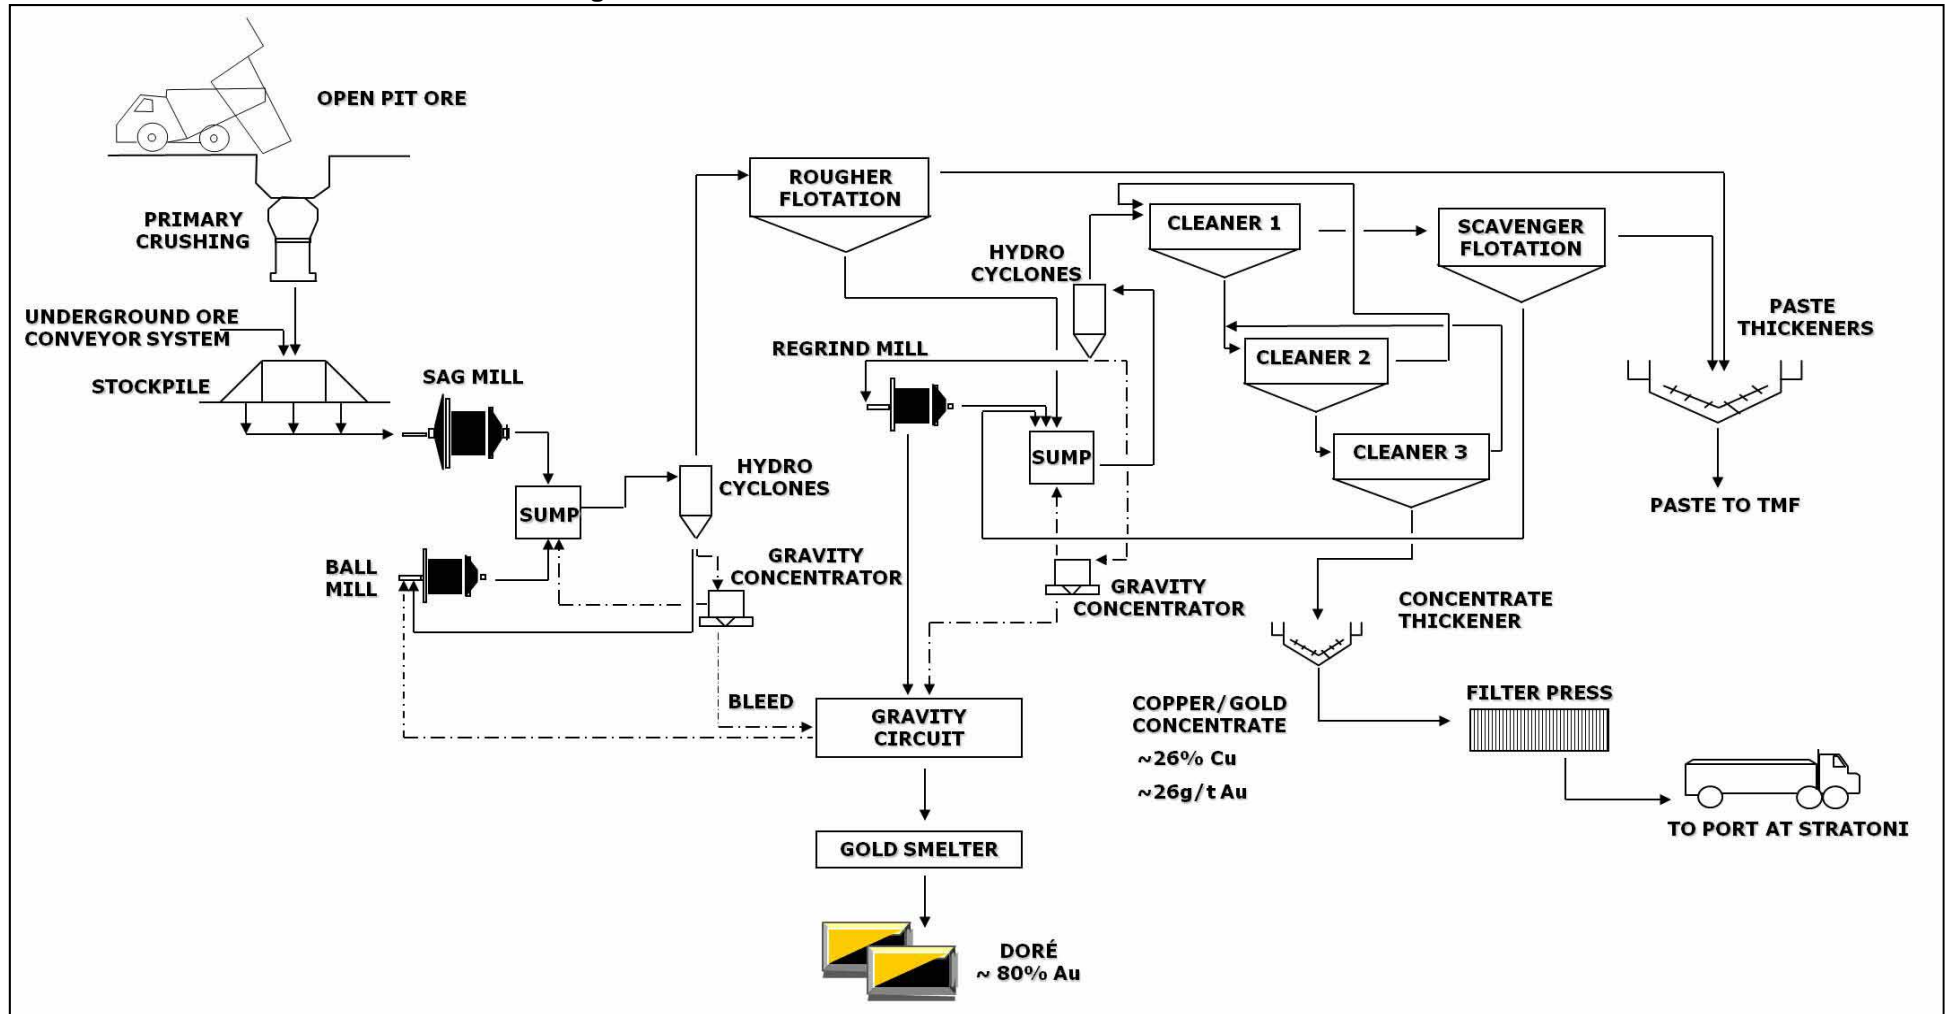 OPEN PIT ORE
PRIMARY
CRUSHING
UNDERGROUND ORE
CONVEYOR SYSTEM
STOCKPILE
SAG MILL
SUMP
BALL
MILL
HYDRO
CYCLONES
GRAVITY
CONCENTRATOR
BLEED
ROUGHER
FLOTATION
REGRIND MILL
HYDRO
CYCLONES
SUMP
GRAVITY
CONCENTRATOR
CLEANER 1
CLEANER 2
CLEANER 3
SCAVENGER
FLOTATION
PASTE
THICKENERS
PASTE TO TMF
CONCENTRATE
THICKENER
FILTER PRESS
COPPER/GOLD
CONCENTRATE
~26% Cu
~26g/t Au
TO PORT AT STRATONI
GRAVITY
CIRCUIT
GOLD SMELTER
DORÉ
~ 80% Au